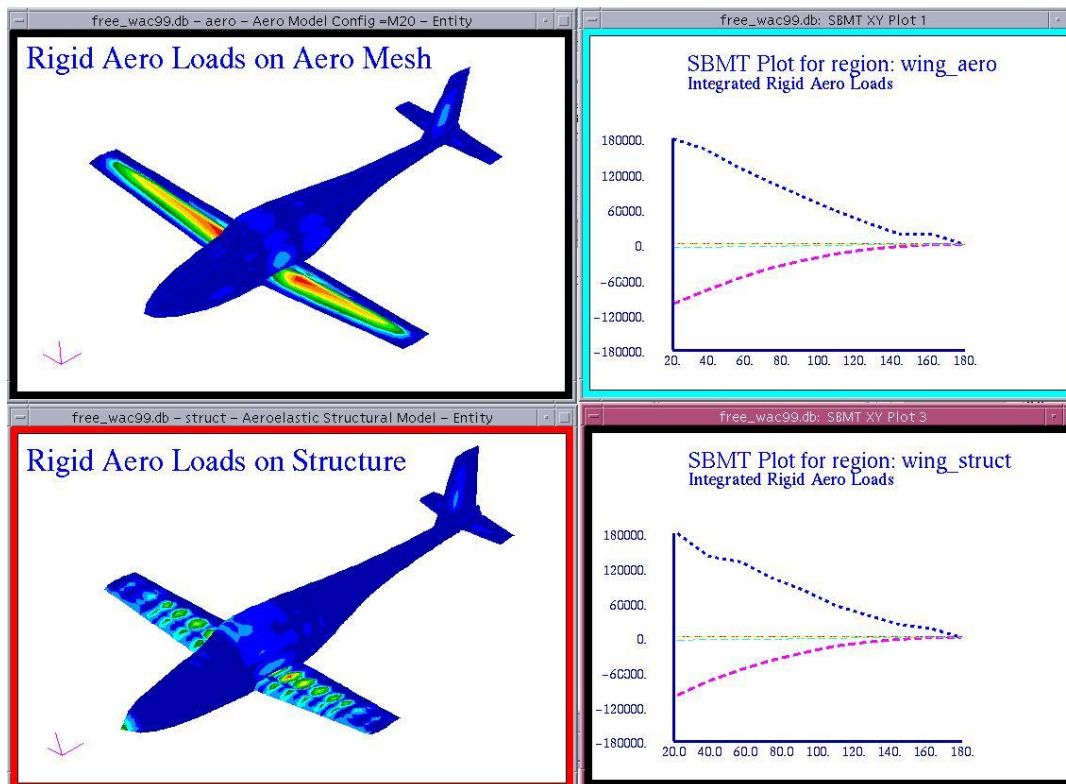 free_wac99.db – aero – Aero Model Config =M20 – Entity
Rigid Aero Loads on Aero Mesh
free_wac99.db: SBMT XY Plot 1
SBMT Plot for region: wing_aero
Integrated Rigid Aero Loads
180000.
120000.
60000.
0.
-60000.
-120000.
-180000.
20. 40. 60. 80. 100. 120. 140. 160. 180.
free_wac99.db – struct – Aeroelastic Structural Model – Entity
Rigid Aero Loads on Structure
free_wac99.db: SBMT XY Plot 3
SBMT Plot for region: wing_struct
Integrated Rigid Aero Loads
180000.
120000.
60000.
0.
-60000.
-120000.
-180000.
20.0 40. 60. 80. 100. 120. 140. 160. 180.